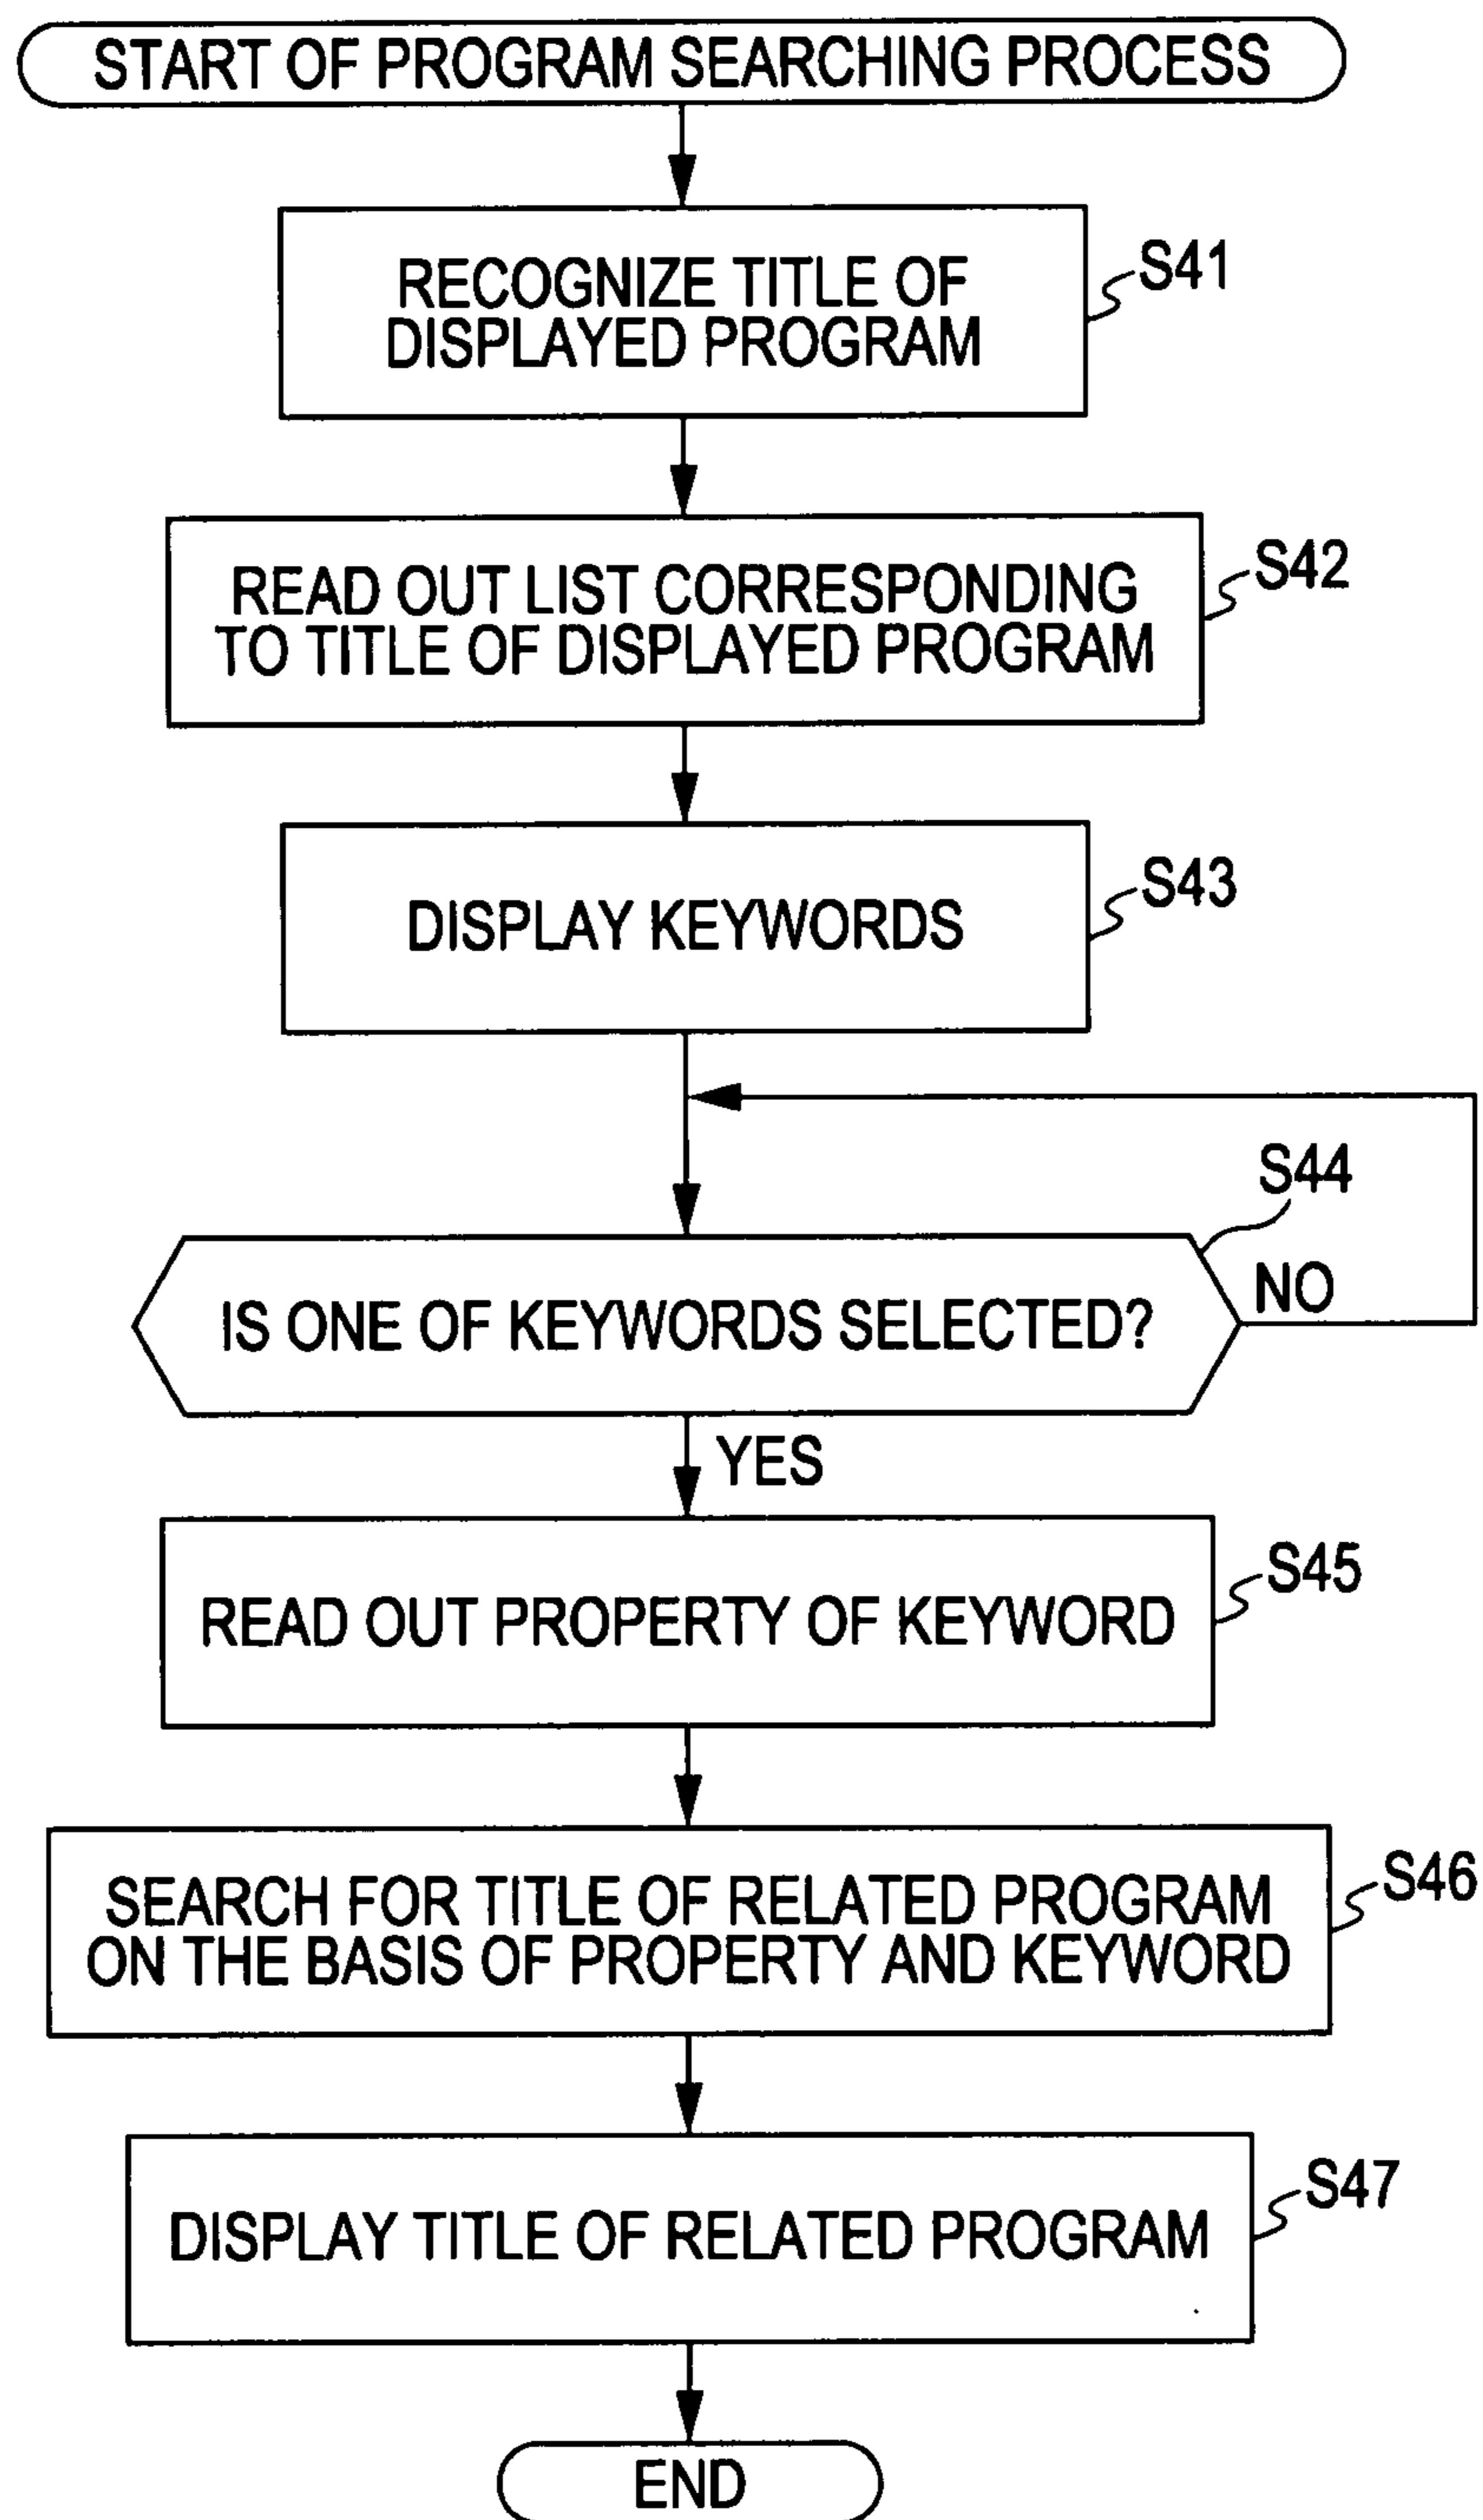 START OF PROGRAM SEARCHING PROCESS
RECOGNIZE TITLE OF
DISPLAYED PROGRAM
S41
READ OUT LIST CORRESPONDING
TO TITLE OF DISPLAYED PROGRAM
S42
DISPLAY KEYWORDS
S43
S44
IS ONE OF KEYWORDS SELECTED?
NO
YES
READ OUT PROPERTY OF KEYWORD
S45
SEARCH FOR TITLE OF RELATED PROGRAM
ON THE BASIS OF PROPERTY AND KEYWORD
S46
DISPLAY TITLE OF RELATED PROGRAM
S47
END